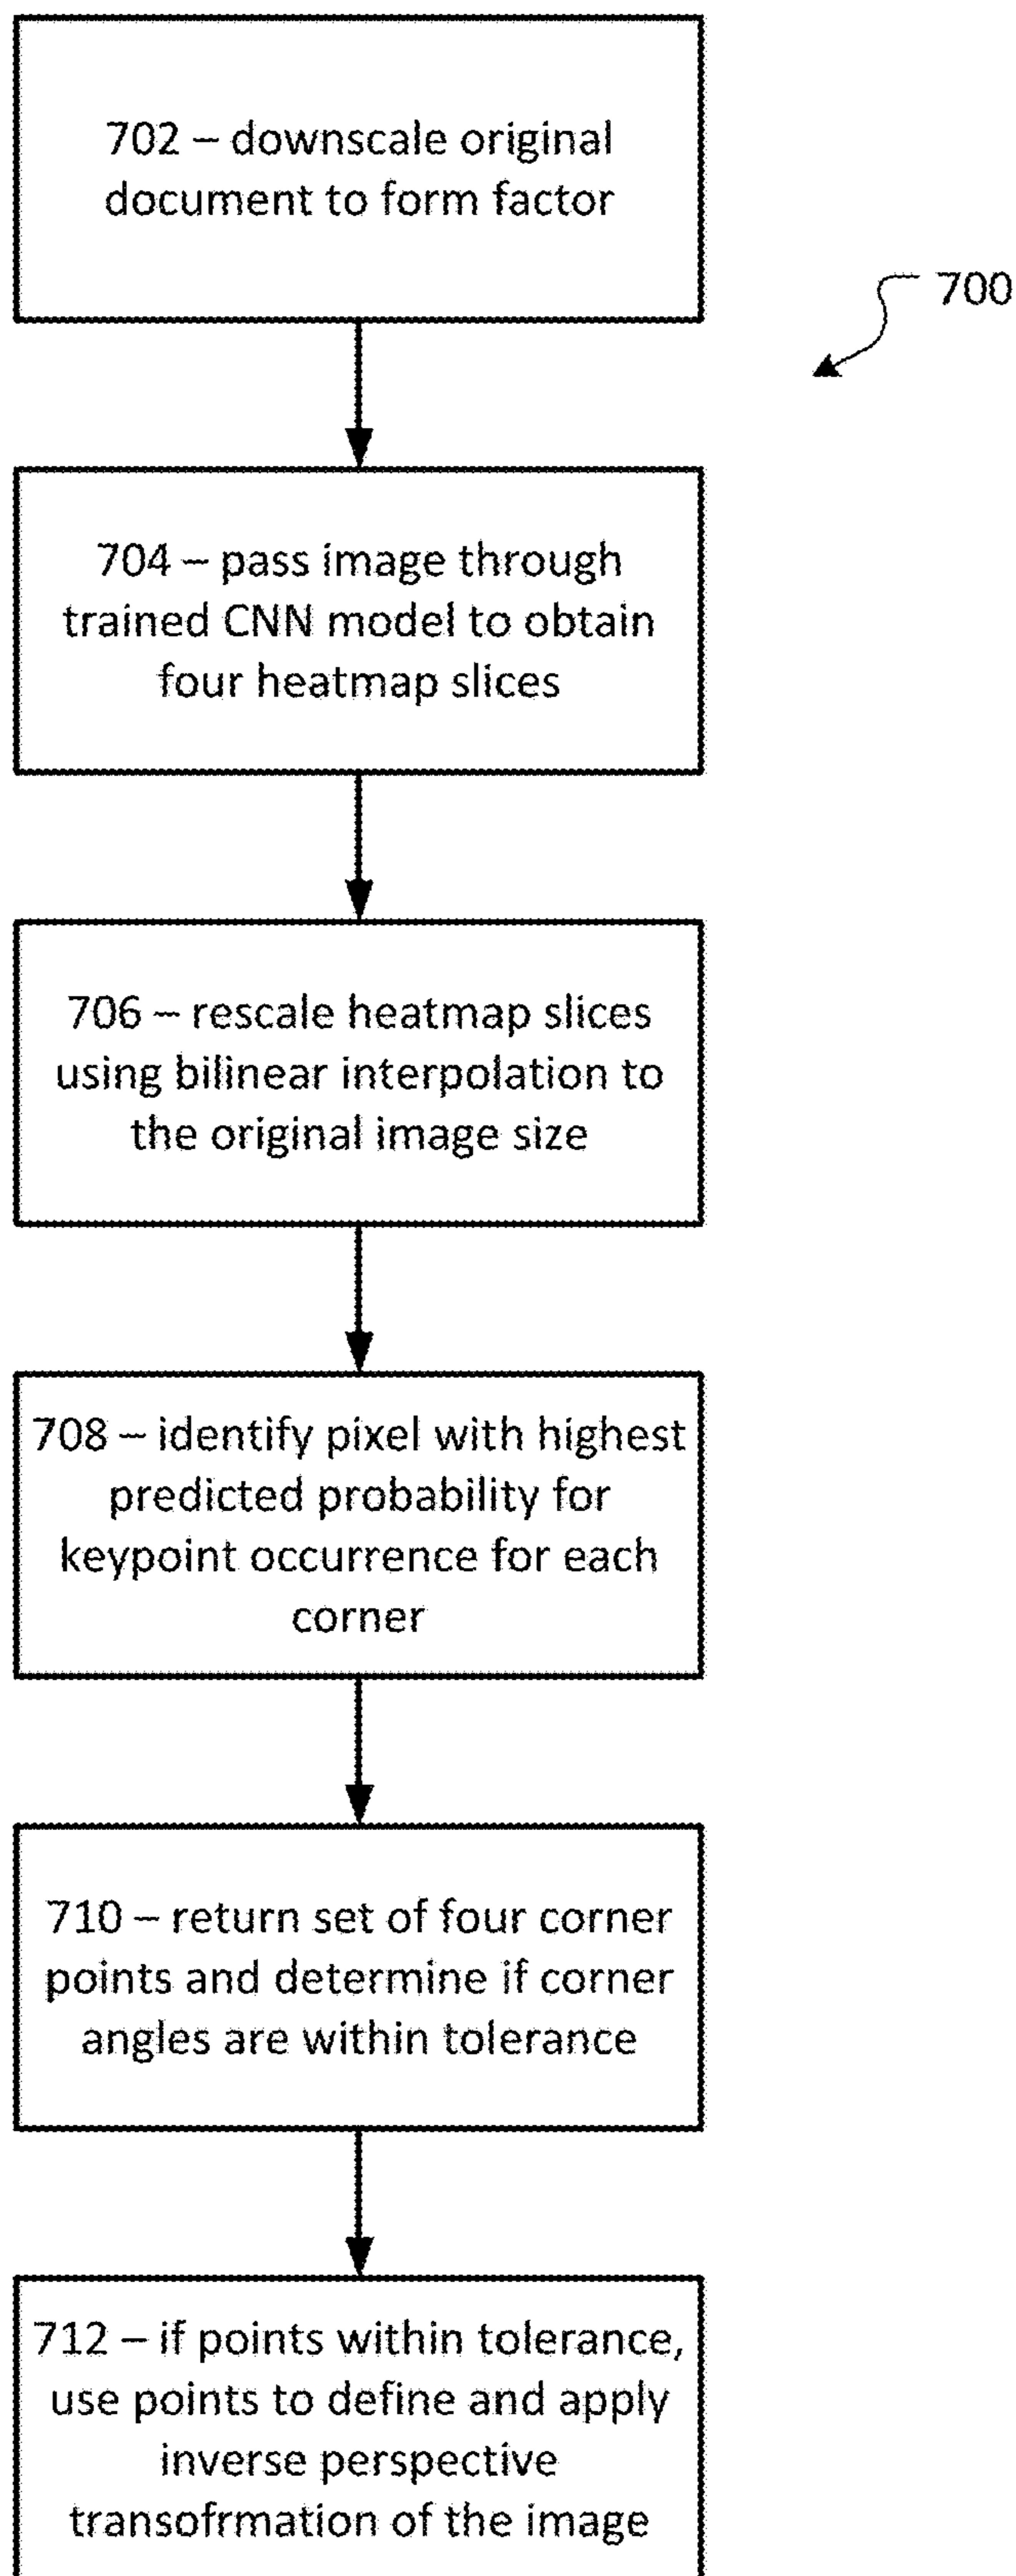 702 – downscale original
document to form factor
700
704 – pass image through
trained CNN model to obtain
four heatmap slices
706 – rescale heatmap slices
using bilinear interpolation to
the original image size
708 – identify pixel with highest
predicted probability for
keypoint occurrence for each
corner
710 – return set of four corner
points and determine if corner
angles are within tolerance
712 – if points within tolerance,
use points to define and apply
inverse perspective
transofrmation of the image